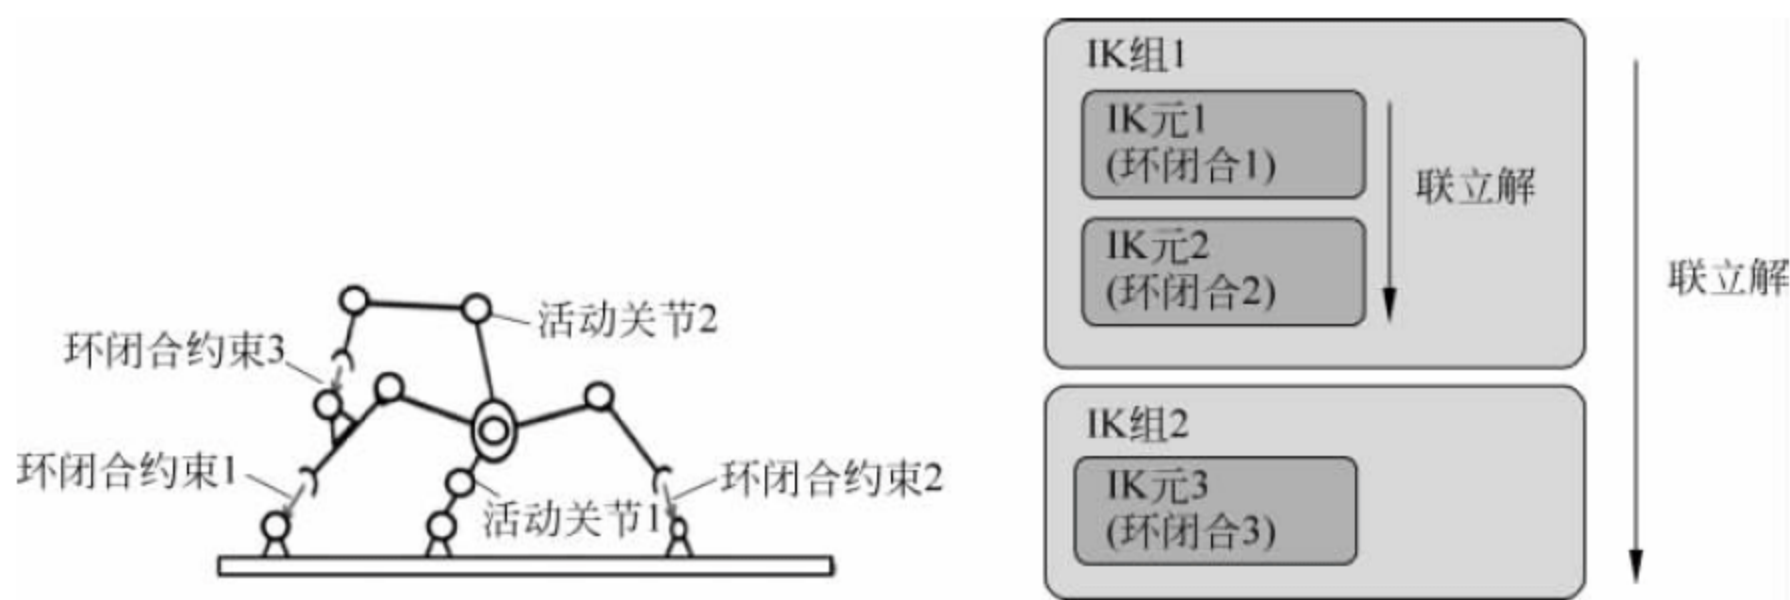 活动关节2
环闭合约束3
环闭合约束1
环闭合约束2
活动关节1
IK组1
IK元1
(环闭合1)
联立解
IK元2
(环闭合2)
联立解
IK组2
IK元3
(环闭合3)